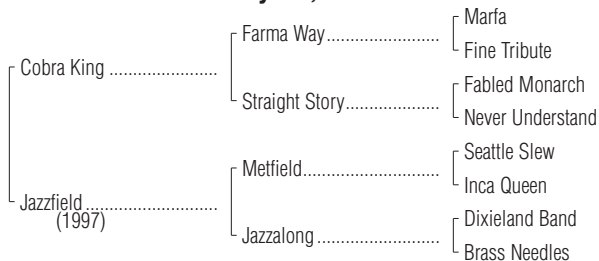 Marfa
Farma Way
Fine Tribute
Cobra King
Fabled Monarch
Straight Story
Never Understand
Seattle Slew
Metfield
Inca Queen
Jazzfield
(1997)
Dixieland Band
Jazzalong
Brass Needles